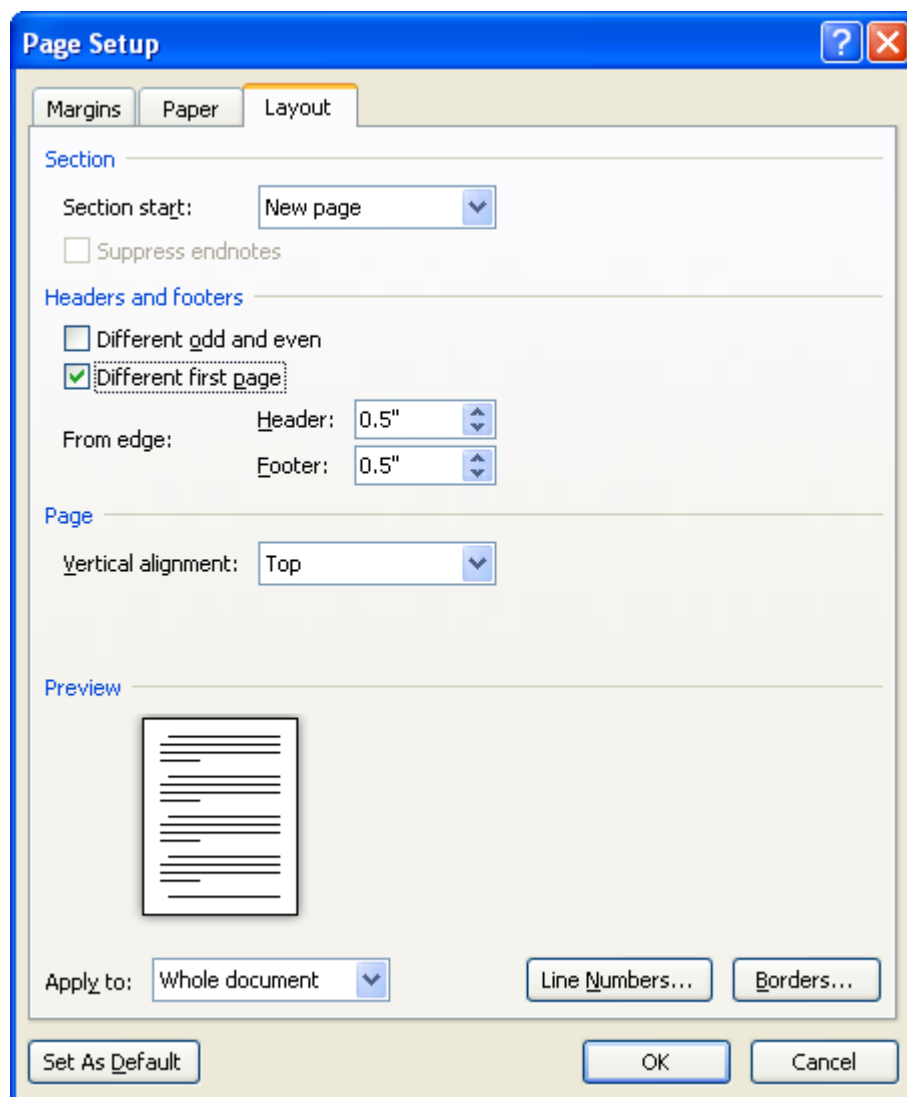 Page Setup
Margins Paper Layout
Section
Section start: New page
Suppress endnotes
Headers and footers
Different odd and even
Different first page
From edge:
Header: 0.5"
Footer: 0.5"
Page
Vertical alignment: Top
Preview
Apply to: Whole document Line Numbers... Borders...
Set As Default OK Cancel